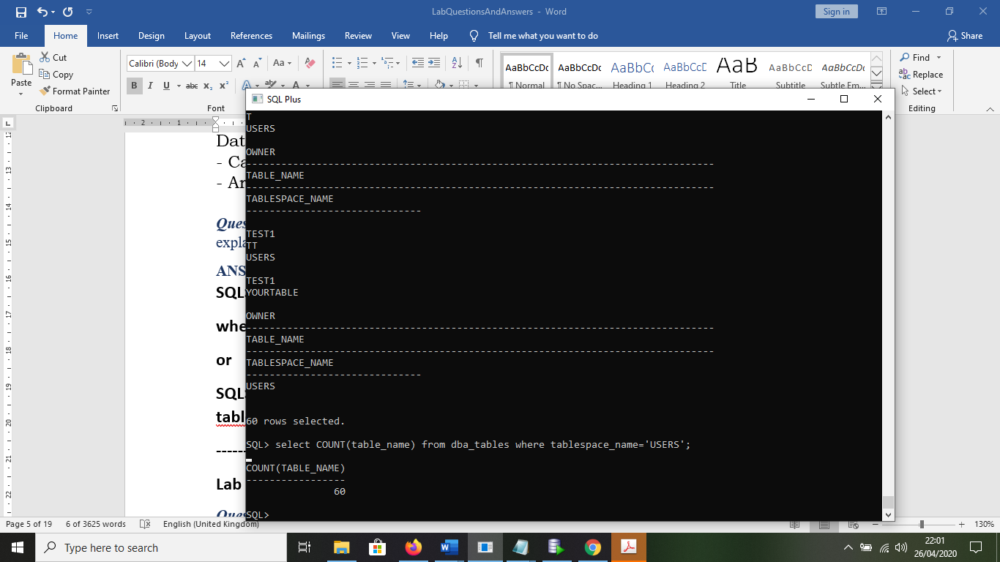 LabQuestionsAndAnswers - Word
Sign in
File Home Insert Design Layout References Mailings Review View Help Tell me what you want to do Share
Paste
Cut
Copy
Format Painter
Clipboard
Calibri (Body 14
B I U abc x₂ x²
Font
AaBbCcDc AaBbCcDc AaBbCc AaBbCcD AaB AaBbCcD AaBbCcDc
¶ Normal ¶ No Spac... Heading 1 Heading 2 Title Subtitle Subtle Em...
Find
Replace
Select
Editing
Dat
- Ca
- Ar
Ques
expla
ANS
SQL
whe
or
SQL
tabl
Lab
Ques
SQL Plus
T
USERS
OWNER
--------------------------------------------------------------------------------
TABLE_NAME
--------------------------------------------------------------------------------
TABLESPACE_NAME
------------------------------
TEST1
TT
USERS
TEST1
YOURTABLE
OWNER
--------------------------------------------------------------------------------
TABLE_NAME
--------------------------------------------------------------------------------
TABLESPACE_NAME
------------------------------
USERS
60 rows selected.
SQL> select COUNT(table_name) from dba_tables where tablespace_name='USERS';
COUNT(TABLE_NAME)
-----------------
60
SQL>
Page 5 of 19 6 of 3625 words English (United Kingdom) 130%
Type here to search
22:01
26/04/2020